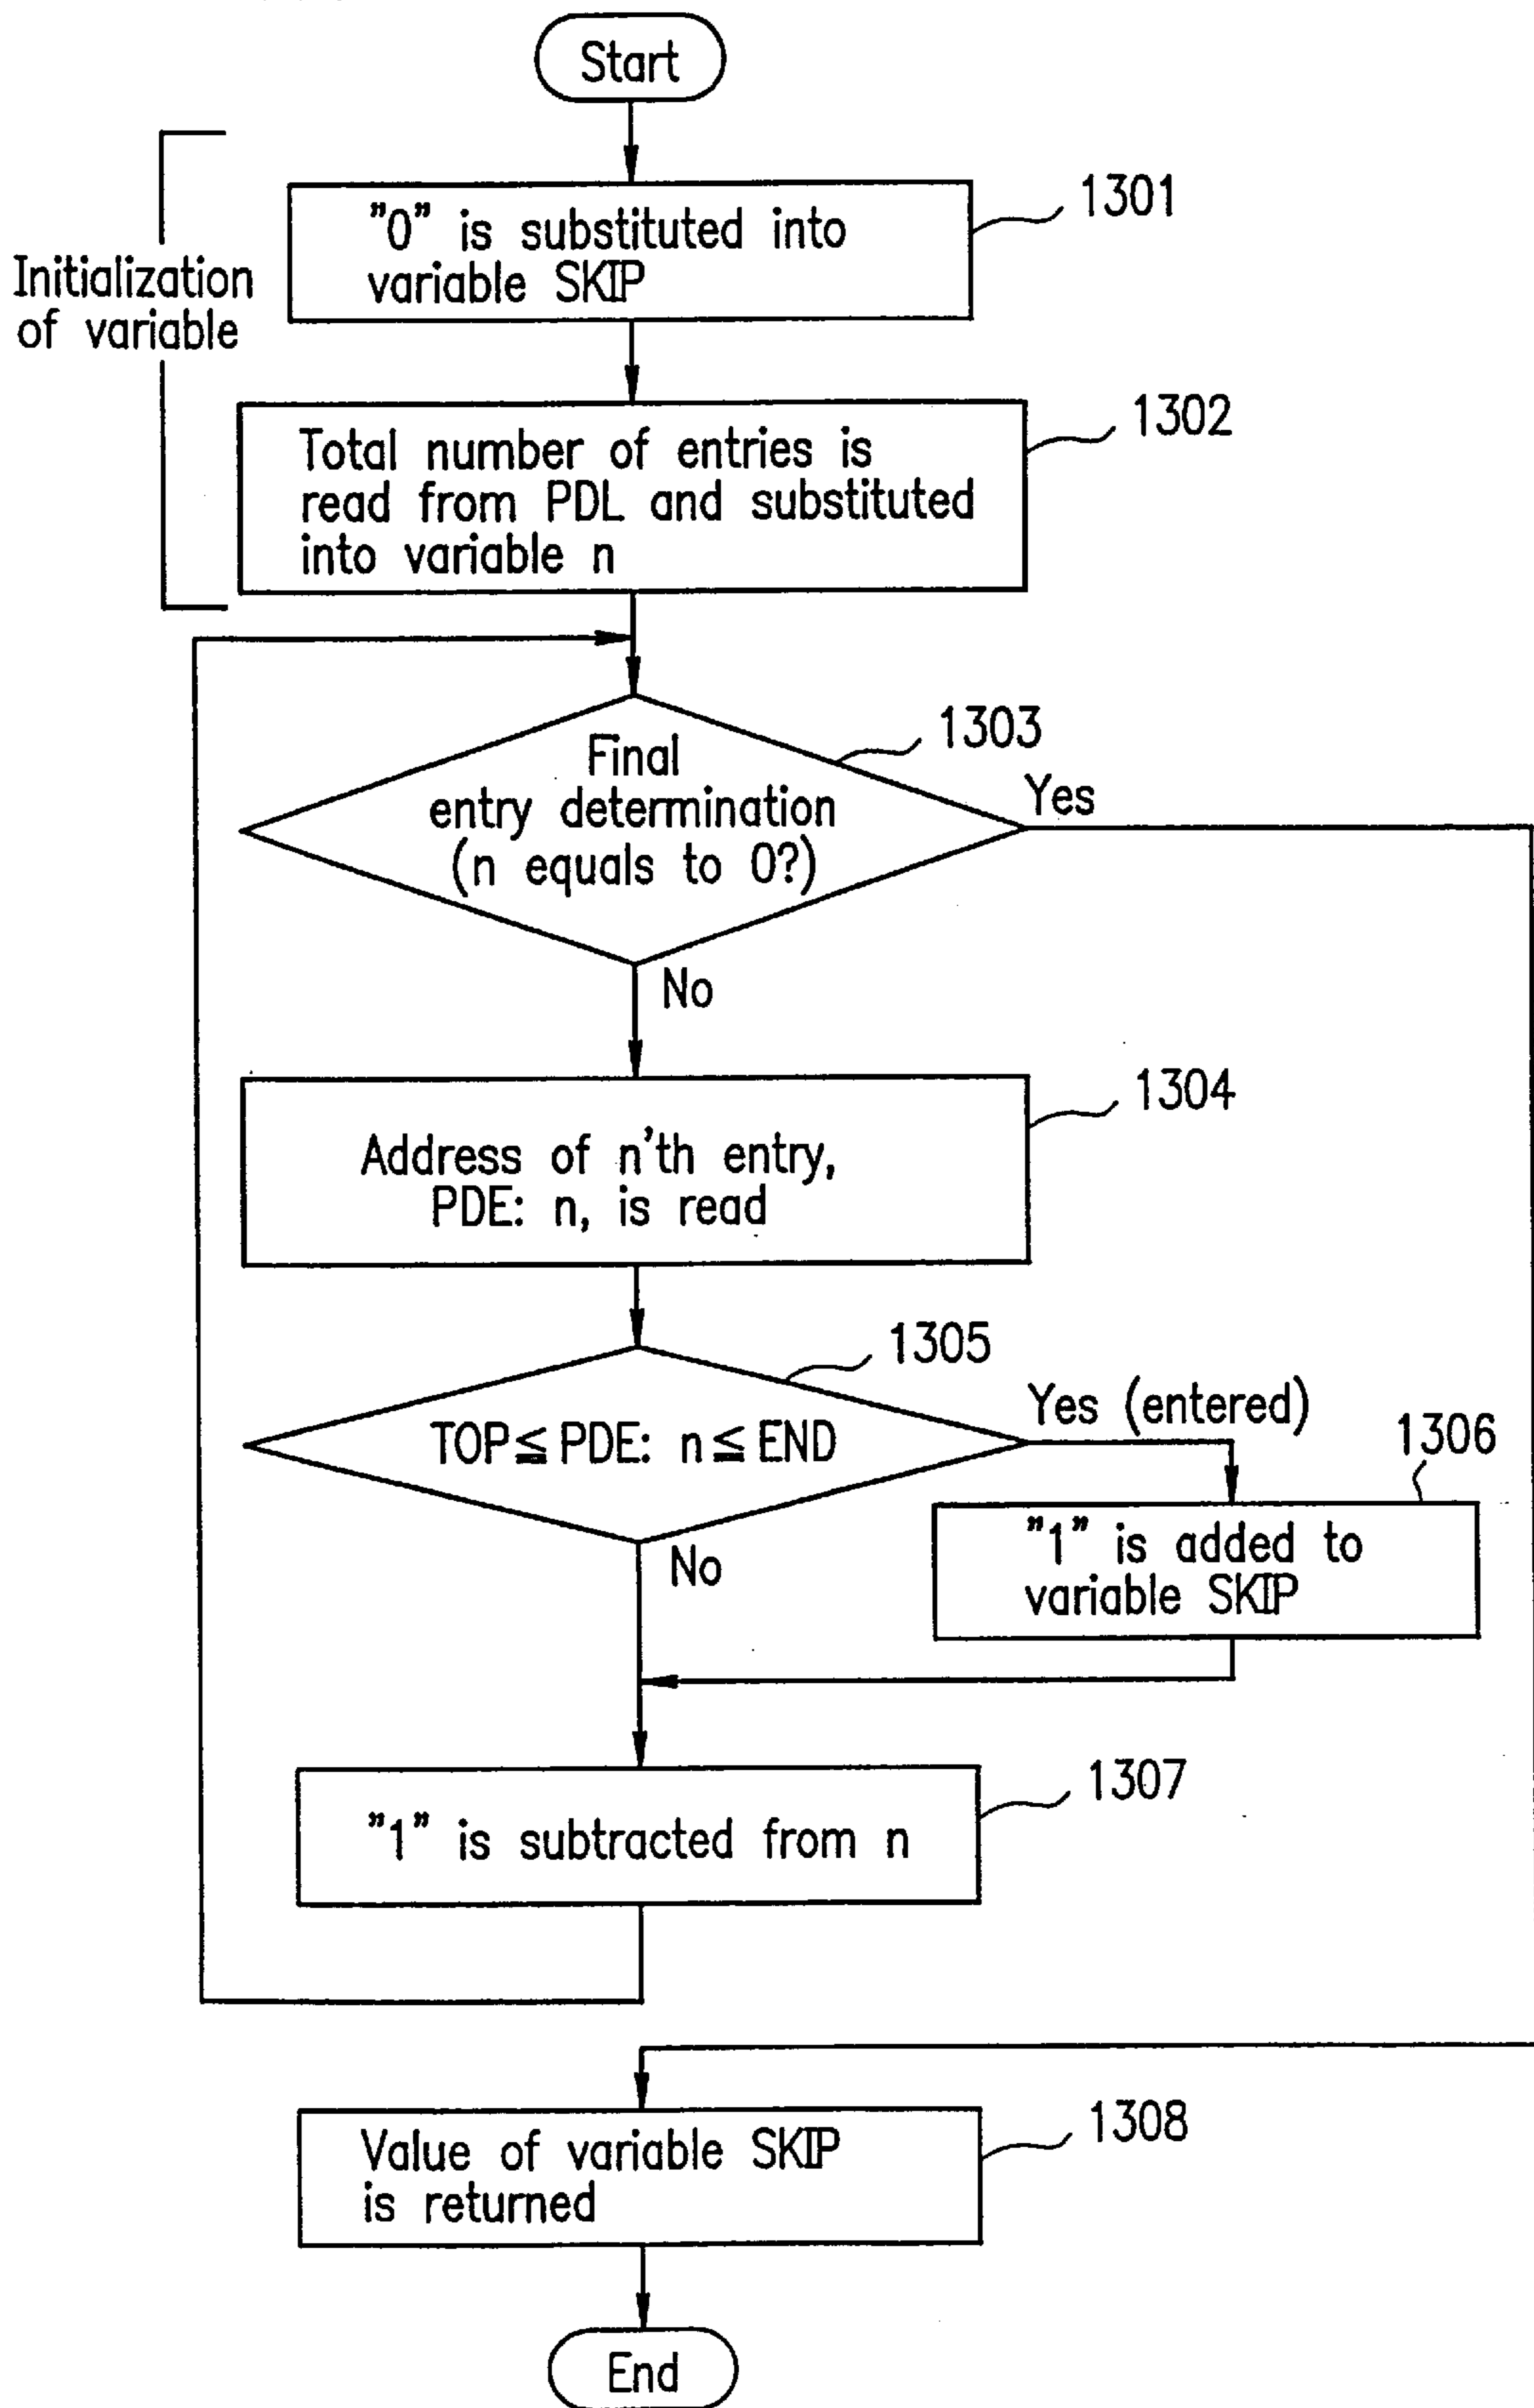 Start
"0" is substituted into
variable SKIP
1301
Initialization
of variable
Total number of entries is
read from PDL and substituted
into variable n
1302
Final
entry determination
(n equals to 0?)
1303
Yes
No
Address of n'th entry,
PDE: n, is read
1304
TOP≦PDE: n≦END
1305
Yes (entered)
1306
"1" is added to
variable SKIP
No
"1" is subtracted from n
1307
Value of variable SKIP
is returned
1308
End